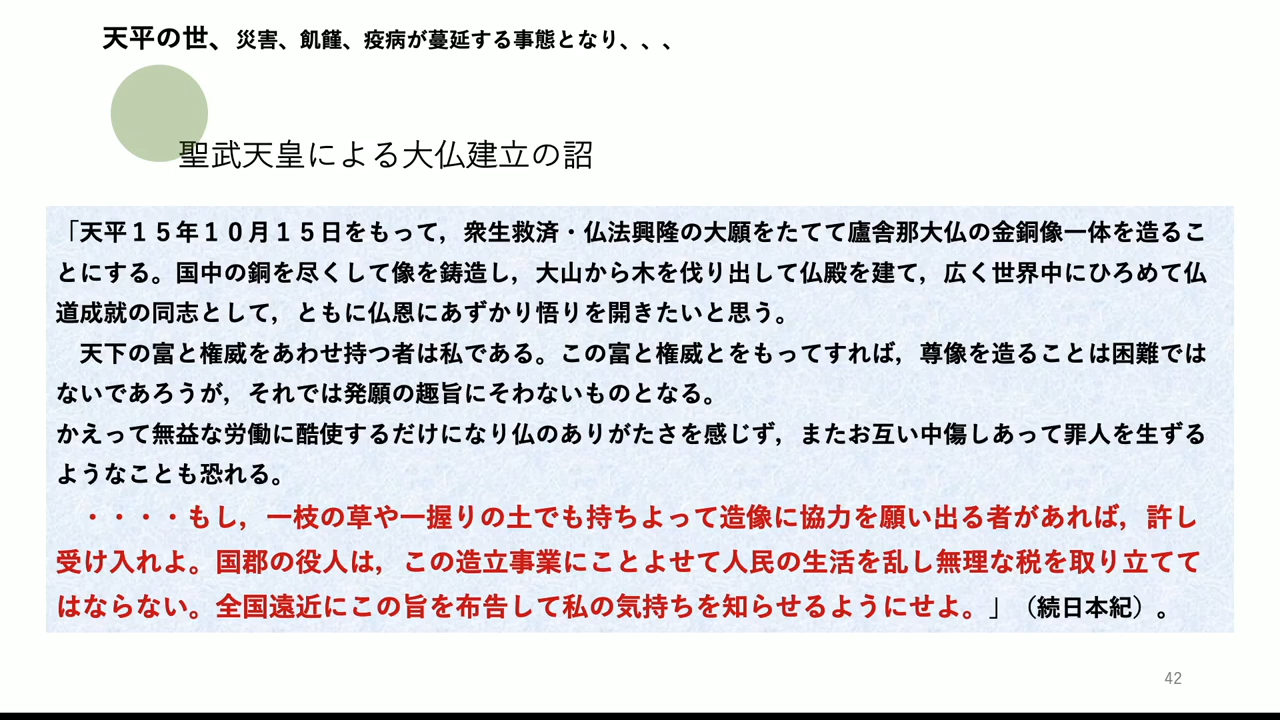 天平の世、災害、飢饉、疫病が蔓延する事態となり、、、
聖武天皇による大仏建立の詔
「天平１５年１０月１５日をもって，衆生救済・仏法興隆の大願をたてて廬舎那大仏の金銅像一体を造るこ
とにする。国中の銅を尽くして像を鋳造し，大山から木を伐り出して仏殿を建て，広く世界中にひろめて仏
道成就の同志として，ともに仏恩にあずかり悟りを開きたいと思う。
　天下の富と権威をあわせ持つ者は私である。この富と権威とをもってすれば，尊像を造ることは困難では
ないであろうが，それでは発願の趣旨にそわないものとなる。
かえって無益な労働に酷使するだけになり仏のありがたさを感じず，またお互い中傷しあって罪人を生ずる
ようなことも恐れる。
　・・・・もし，一枝の草や一握りの土でも持ちよって造像に協力を願い出る者があれば，許し
受け入れよ。国郡の役人は，この造立事業にことよせて人民の生活を乱し無理な税を取り立てて
はならない。全国遠近にこの旨を布告して私の気持ちを知らせるようにせよ。」（続日本紀）。
42